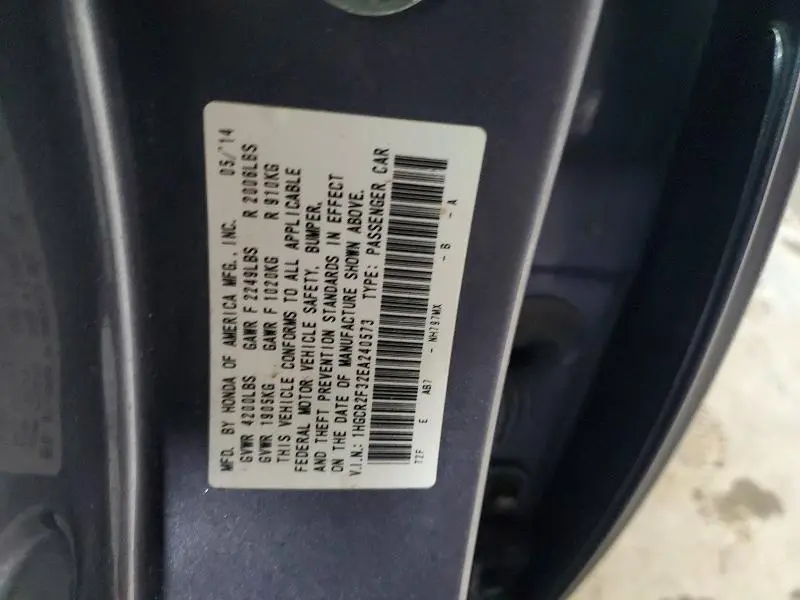 MFD. BY HONDA OF AMERICA MFG., INC. 05/'14
GVWR 4200LBS GAWR F 2249LBS R 2006LBS
GVWR 1905KG GAWR F 1020KG R 910KG
THIS VEHICLE CONFORMS TO ALL APPLICABLE
FEDERAL MOTOR VEHICLE SAFETY, BUMPER,
AND THEFT PREVENTION STANDARDS IN EFFECT
ON THE DATE OF MANUFACTURE SHOWN ABOVE.
V.I.N.: 1HGCR2F32EA240573 TYPE: PASSENGER CAR
T2F E AB7 - NH797MX - B - A